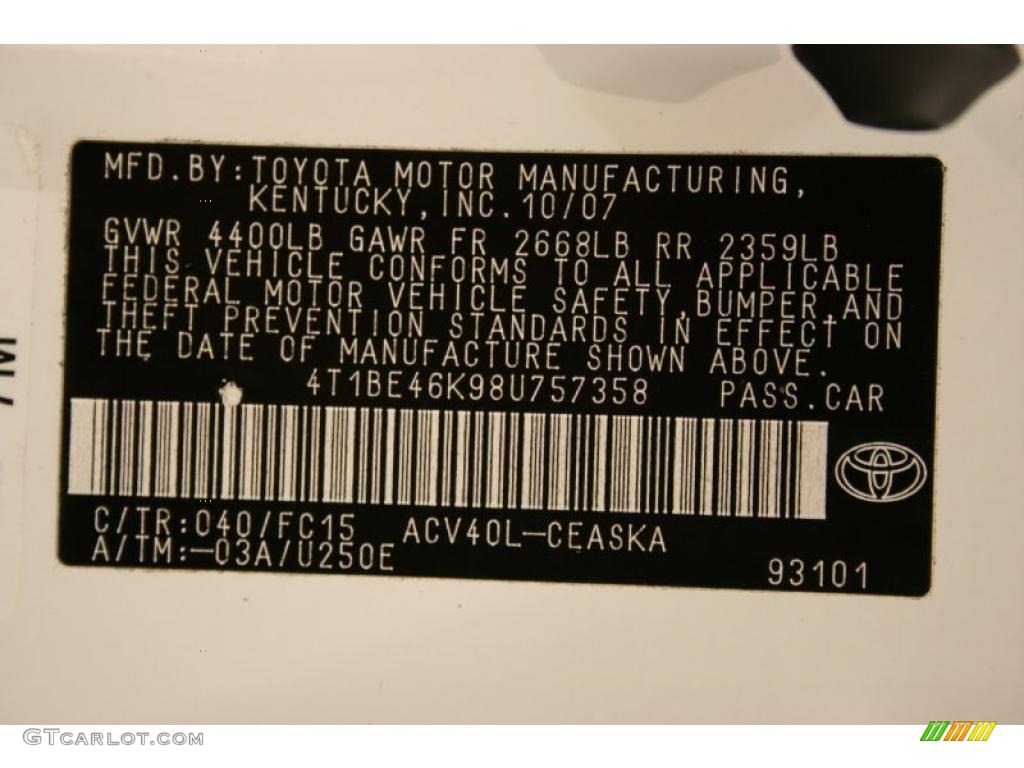 MFD.BY:TOYOTA MOTOR MANUFACTURING,
KENTUCKY,INC.10/07
GVWR 4400LB GAWR FR 2668LB RR 2359LB
THIS VEHICLE CONFORMS TO ALL APPLICABLE
FEDERAL MOTOR VEHICLE SAFETY,BUMPER,AND
THEFT PREVENTION STANDARDS IN EFFECT ON
THE DATE OF MANUFACTURE SHOWN ABOVE.
4T1BE46K98U757358 PASS.CAR
C/TR:040/FC15 ACV40L-CEASKA
A/TM:-03A/U250E
93101
GTCARLOT.COM